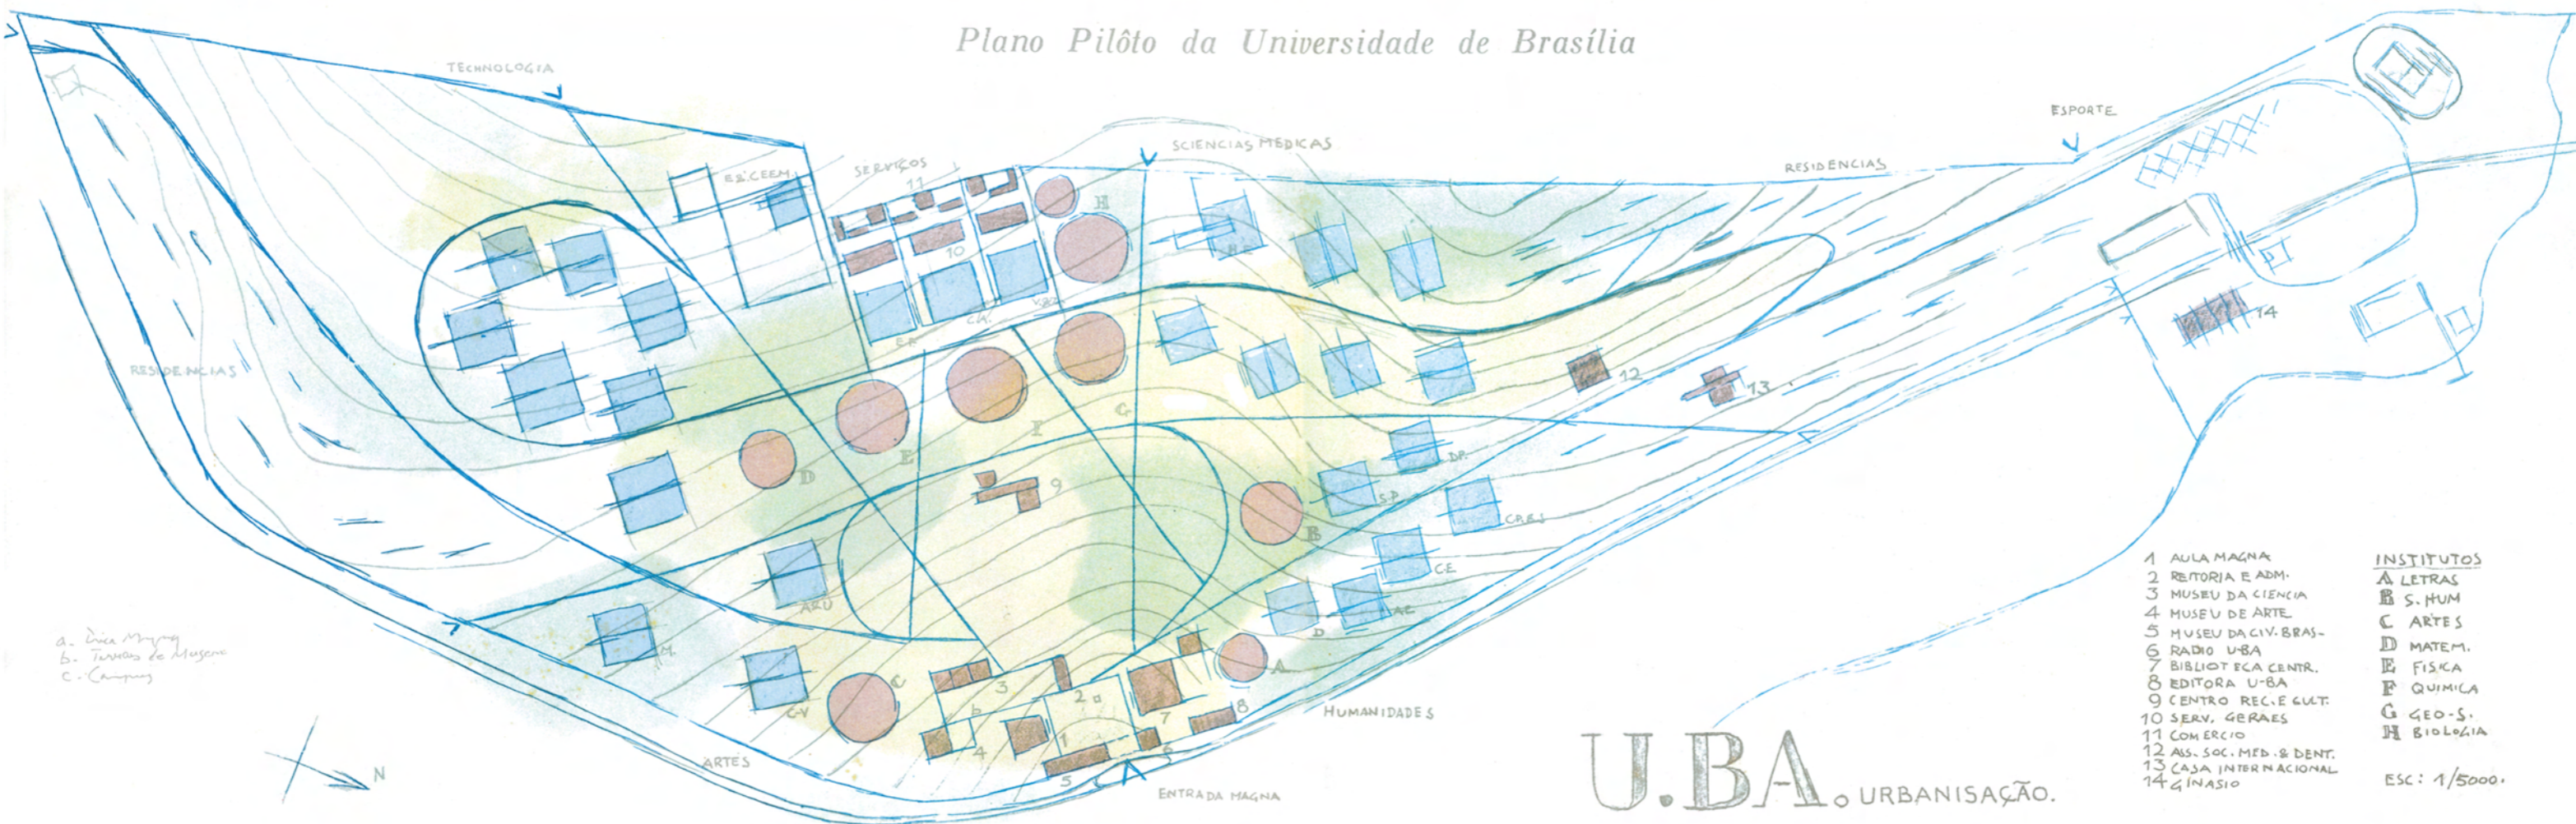 Plano Pilôto da Universidade de Brasília
TECHNOLOGIA
SERVIÇOS
SCIENCIAS MEDICAS
RESIDENCIAS
ESPORTE
11
H
10
E.E
RESIDENCIAS
12
13
14
D
E
G
9
B
D.P.
S.P.
C.E
D
ARU
M.
C-V
C
A
3
b
2
7
8
4
1
6
5
ARTES
HUMANIDADES
ENTRADA MAGNA
N
b.
c. Campus
U.BA. URBANISAÇÃO.
1 AULA MAGNA
2 REITORIA E ADM.
3 MUSEU DA CIENCIA
4 MUSEU DE ARTE
5 MUSEU DA CIV. BRAS-
6 RADIO U-BA
7 BIBLIOTECA CENTR.
8 EDITORA U-BA
9 CENTRO REC. E CULT.
10 SERV. GERAES
11 COMERCIO
12 ASS. SOC. MED. & DENT.
13 CASA INTERNACIONAL
14 GINASIO
INSTITUTOS
A LETRAS
B S. HUM
C ARTES
D MATEM.
E FISICA
F QUIMICA
G GEO-S.
H BIOLOGIA
ESC: 1/5000.